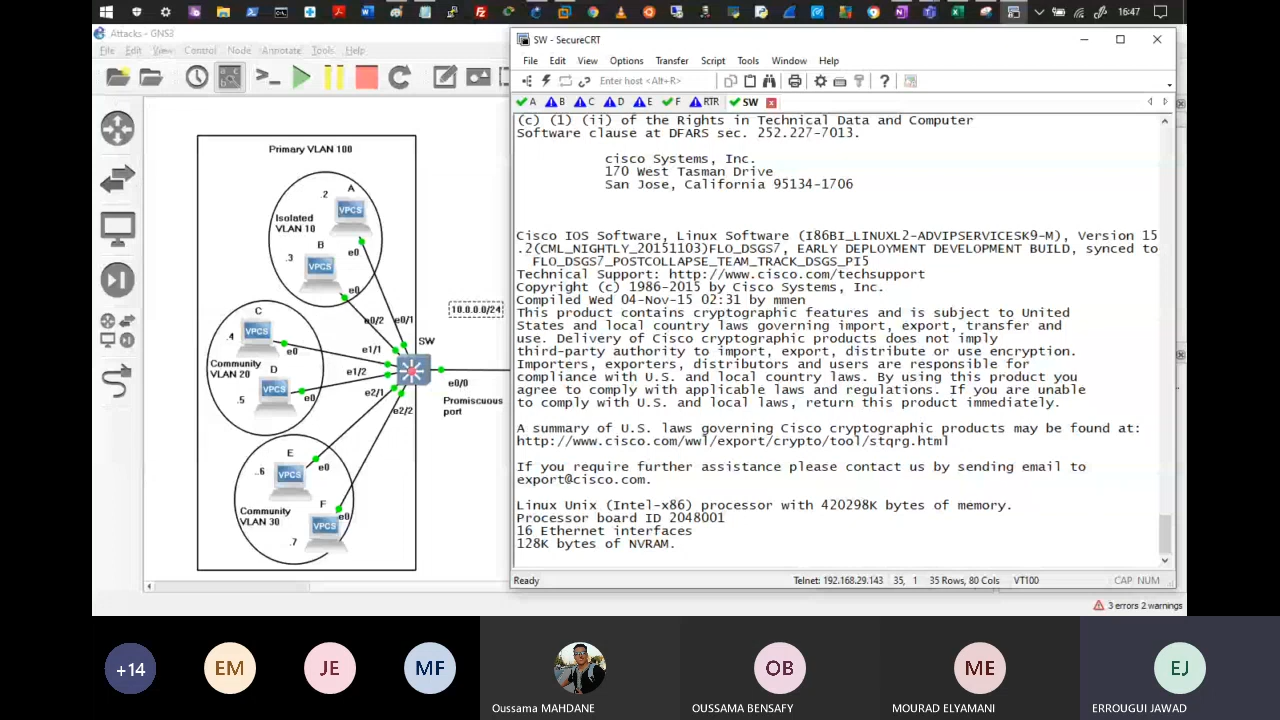 16:47
Attacks - GNS3
File Edit View Control Node Annotate Tools Help
Primary VLAN 100
A
.2
VPCS
Isolated
VLAN 10
B
e0
.3
VPCS
e0
10.0.0.0/24
C
e0/2
e0/1
.4
VPCS
SW
e0
e1/1
Community
VLAN 20
D
e1/2
VPCS
.5
e0
e0/0
e2/1
Promiscuous
port
e2/2
E
..6
e0
VPCS
F
Community
VLAN 30
e0
VPCS
.7
SW - SecureCRT
File Edit View Options Transfer Script Tools Window Help
Enter host <Alt+R>
A B C D E F RTR SW
(c) (1) (ii) of the Rights in Technical Data and Computer
Software clause at DFARS sec. 252.227-7013.
cisco Systems, Inc.
170 West Tasman Drive
San Jose, California 95134-1706
Cisco IOS Software, Linux Software (I86BI_LINUXL2-ADVIPSERVICESK9-M), Version 15
.2(CML_NIGHTLY_20151103)FLO_DSGS7, EARLY DEPLOYMENT DEVELOPMENT BUILD, synced to
FLO_DSGS7_POSTCOLLAPSE_TEAM_TRACK_DSGS_PI5
Technical Support: http://www.cisco.com/techsupport
Copyright (c) 1986-2015 by Cisco Systems, Inc.
Compiled Wed 04-Nov-15 02:31 by mmen
This product contains cryptographic features and is subject to United
States and local country laws governing import, export, transfer and
use. Delivery of Cisco cryptographic products does not imply
third-party authority to import, export, distribute or use encryption.
Importers, exporters, distributors and users are responsible for
compliance with U.S. and local country laws. By using this product you
agree to comply with applicable laws and regulations. If you are unable
to comply with U.S. and local laws, return this product immediately.
A summary of U.S. laws governing Cisco cryptographic products may be found at:
http://www.cisco.com/wwl/export/crypto/tool/stqrg.html
If you require further assistance please contact us by sending email to
export@cisco.com.
Linux Unix (Intel-x86) processor with 420298K bytes of memory.
Processor board ID 2048001
16 Ethernet interfaces
128K bytes of NVRAM.
Ready Telnet: 192.168.29.143 35, 1 35 Rows, 80 Cols VT100 CAP NUM
3 errors 2 warnings
+14 EM JE MF OB ME EJ
Oussama MAHDANE OUSSAMA BENSAFY MOURAD ELYAMANI ERROUGUI JAWAD